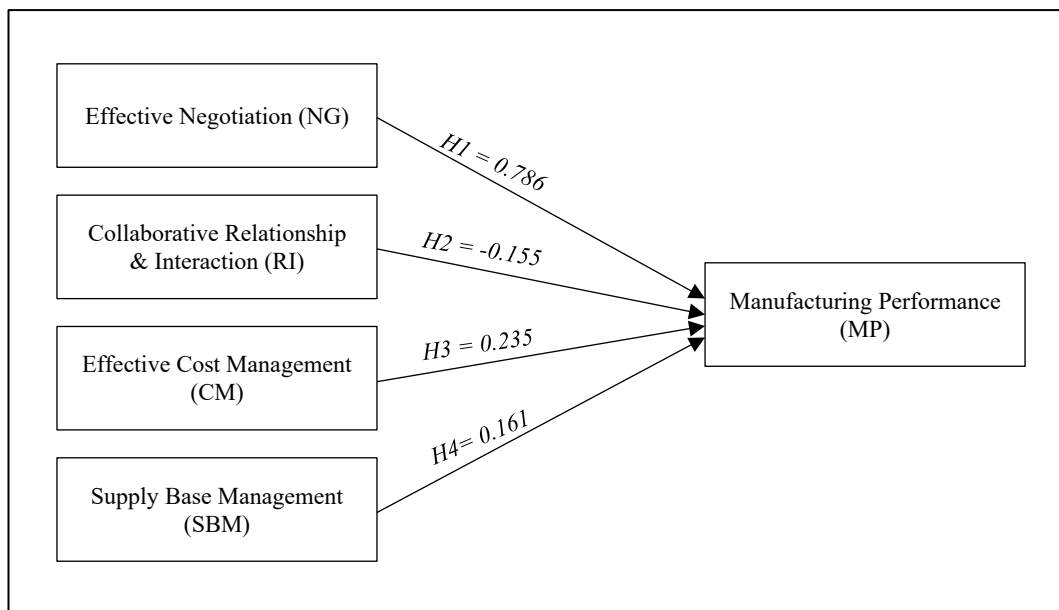 Effective Negotiation (NG)
H1 = 0.786
Collaborative Relationship
& Interaction (RI)
H2 = -0.155
Manufacturing Performance
(MP)
Effective Cost Management
(CM)
H3 = 0.235
H4= 0.161
Supply Base Management
(SBM)